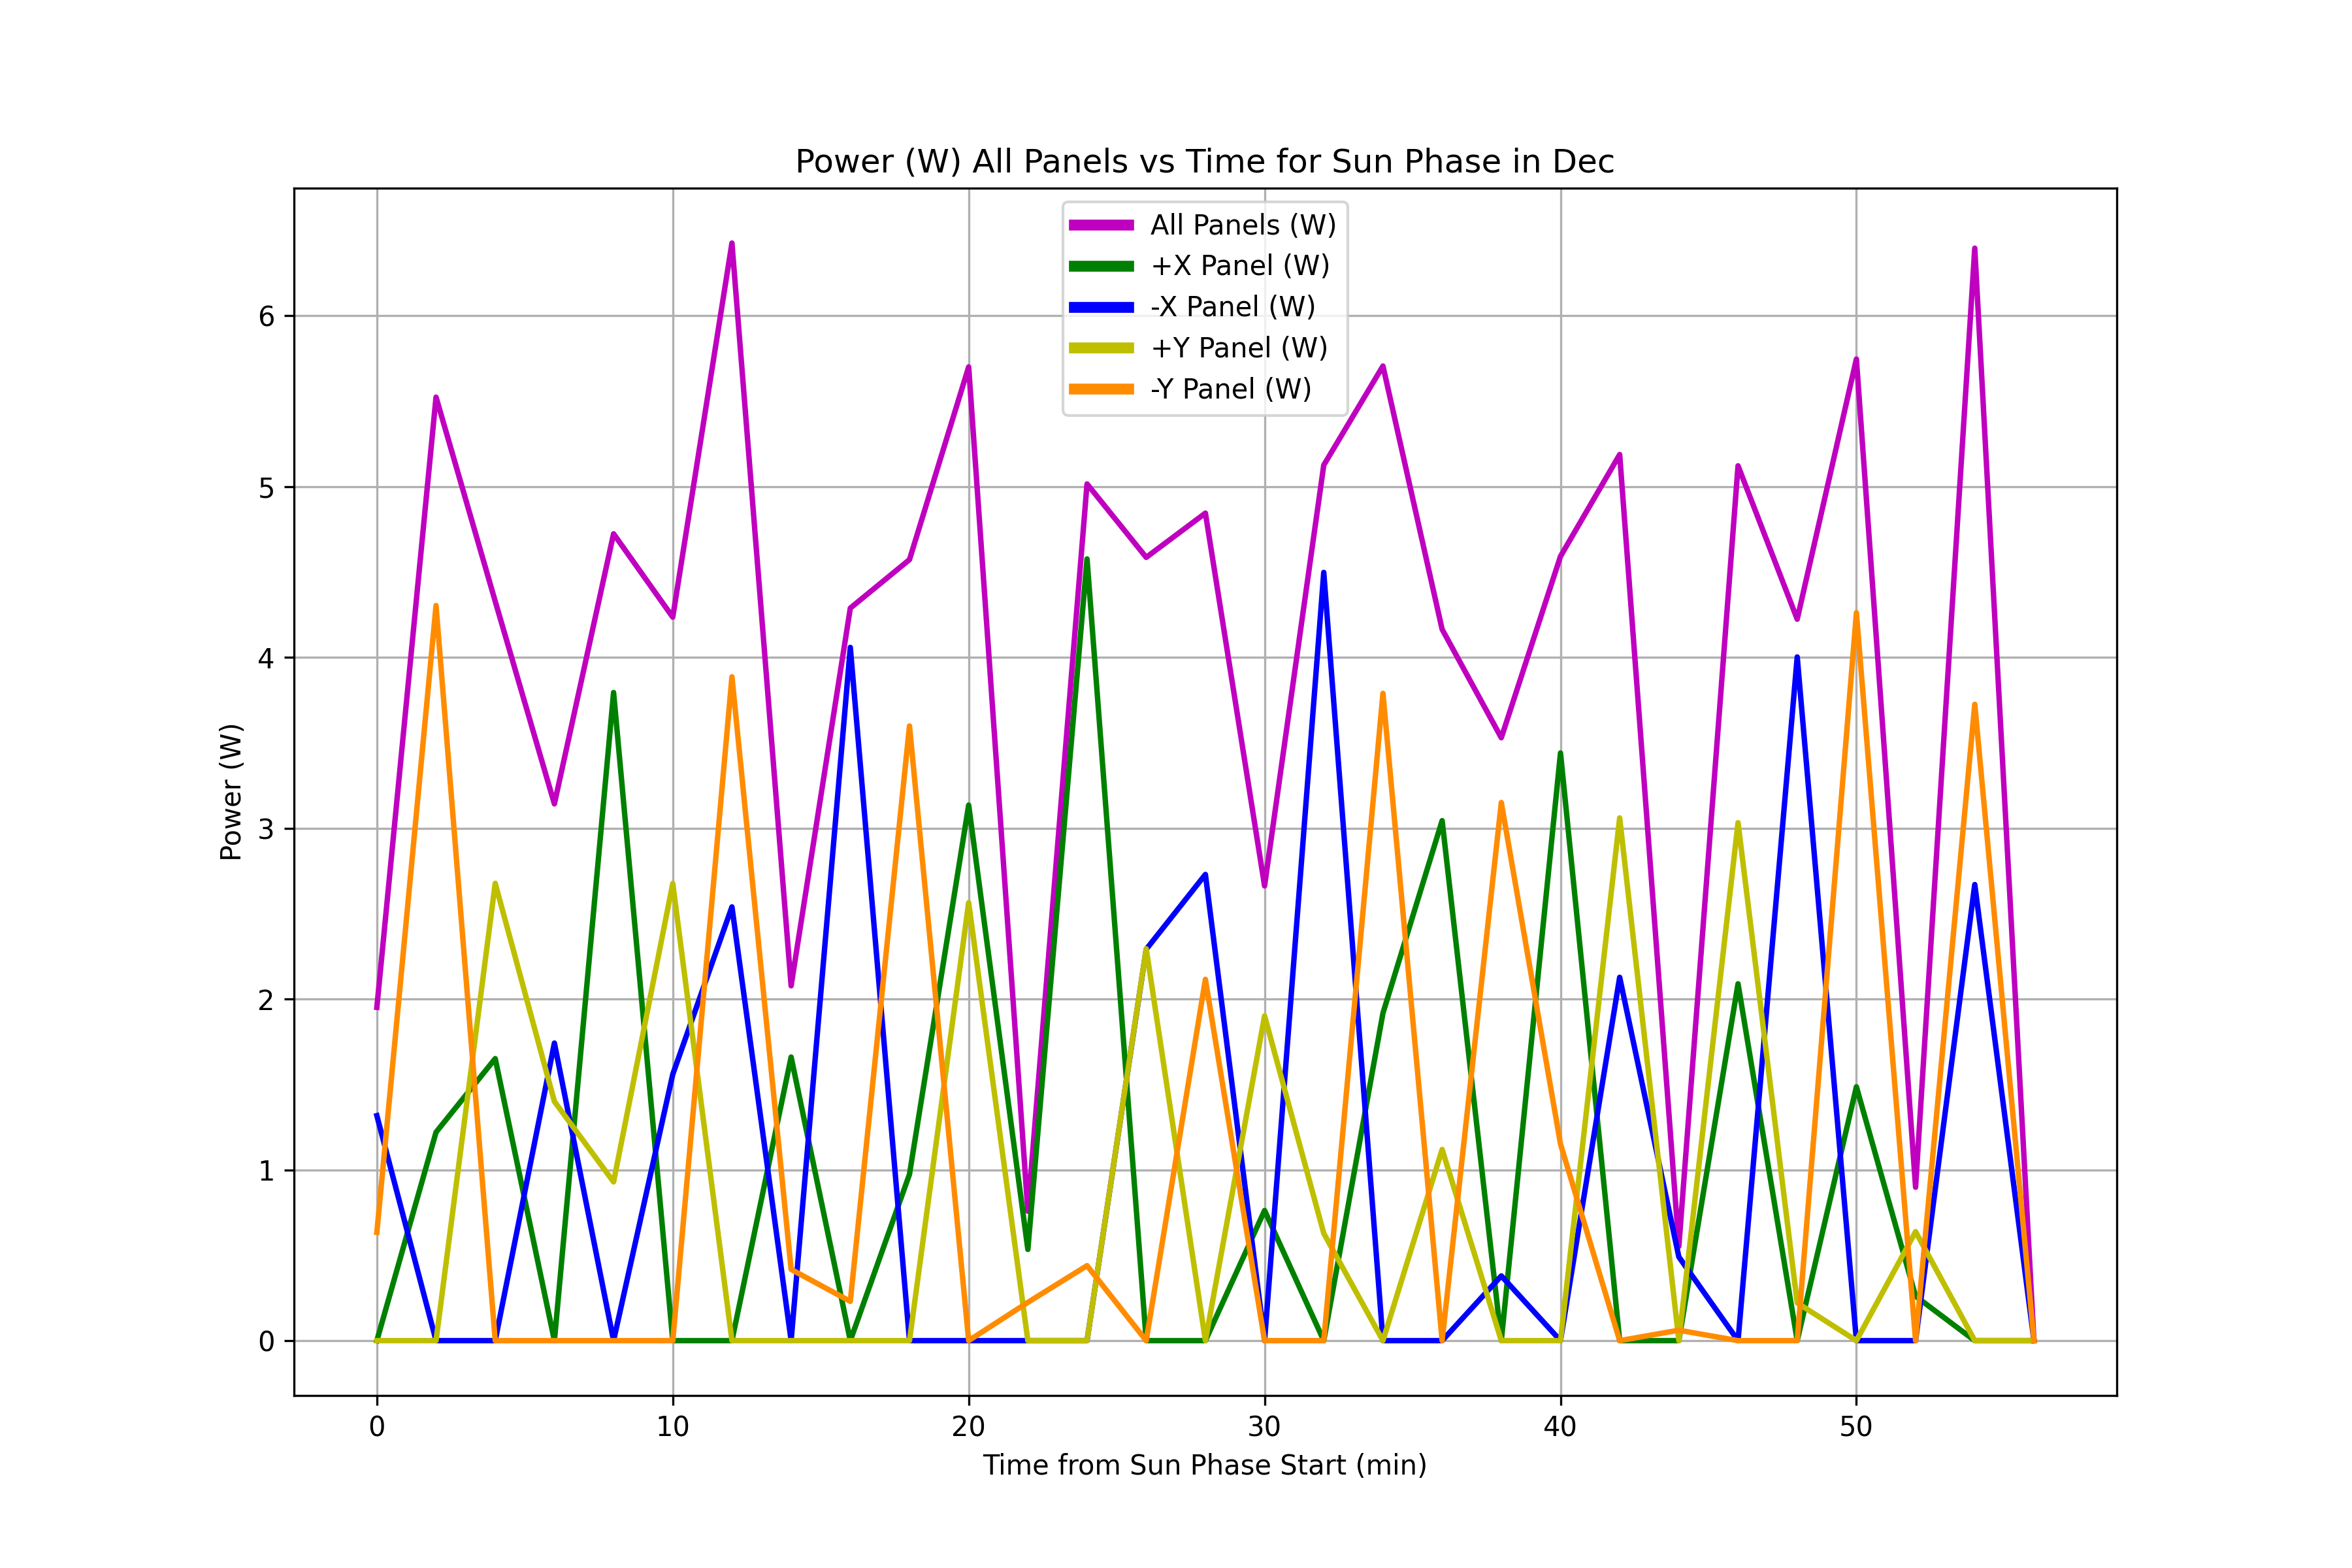 Power (W) All Panels vs Time for Sun Phase in Dec
All Panels (W)
+X Panel (W)
-X Panel (W)
+Y Panel (W)
-Y Panel (W)
Power (W)
6
5
4
3
2
1
0
0 10 20 30 40 50
Time from Sun Phase Start (min)